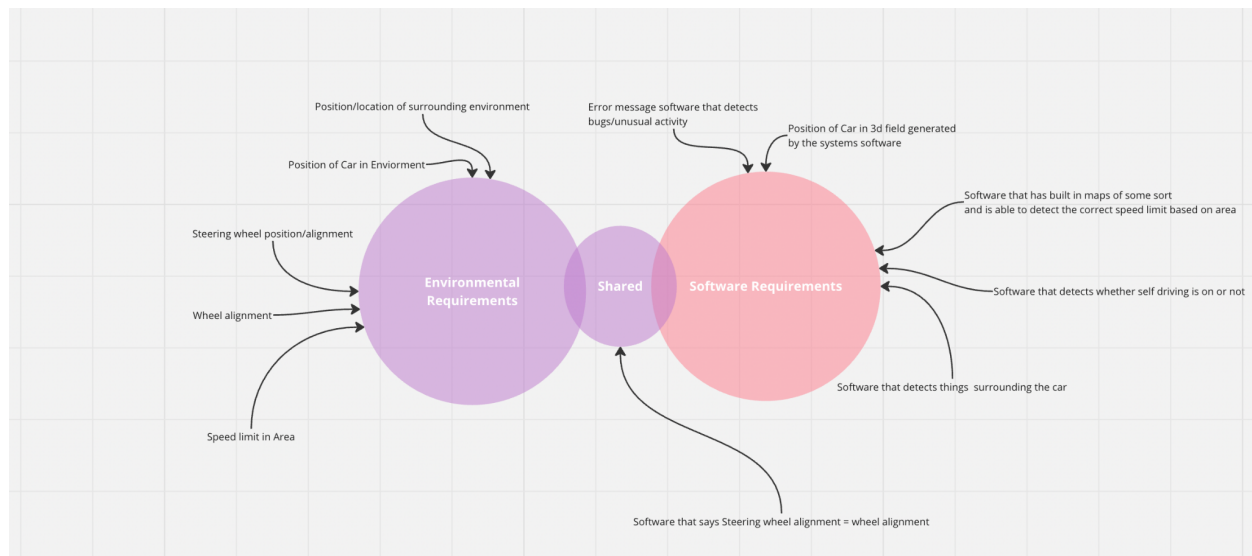 Position/location of surrounding environment
Position of Car in Enviorment
Steering wheel position/alignment
Wheel alignment
Speed limit in Area
Environmental
Requirements
Shared
Software Requirements
Error message software that detects
bugs/unusual activity
Position of Car in 3d field generated
by the systems software
Software that has built in maps of some sort
and is able to detect the correct speed limit based on area
Software that detects whether self driving is on or not
Software that detects things  surrounding the car
Software that says Steering wheel alignment = wheel alignment